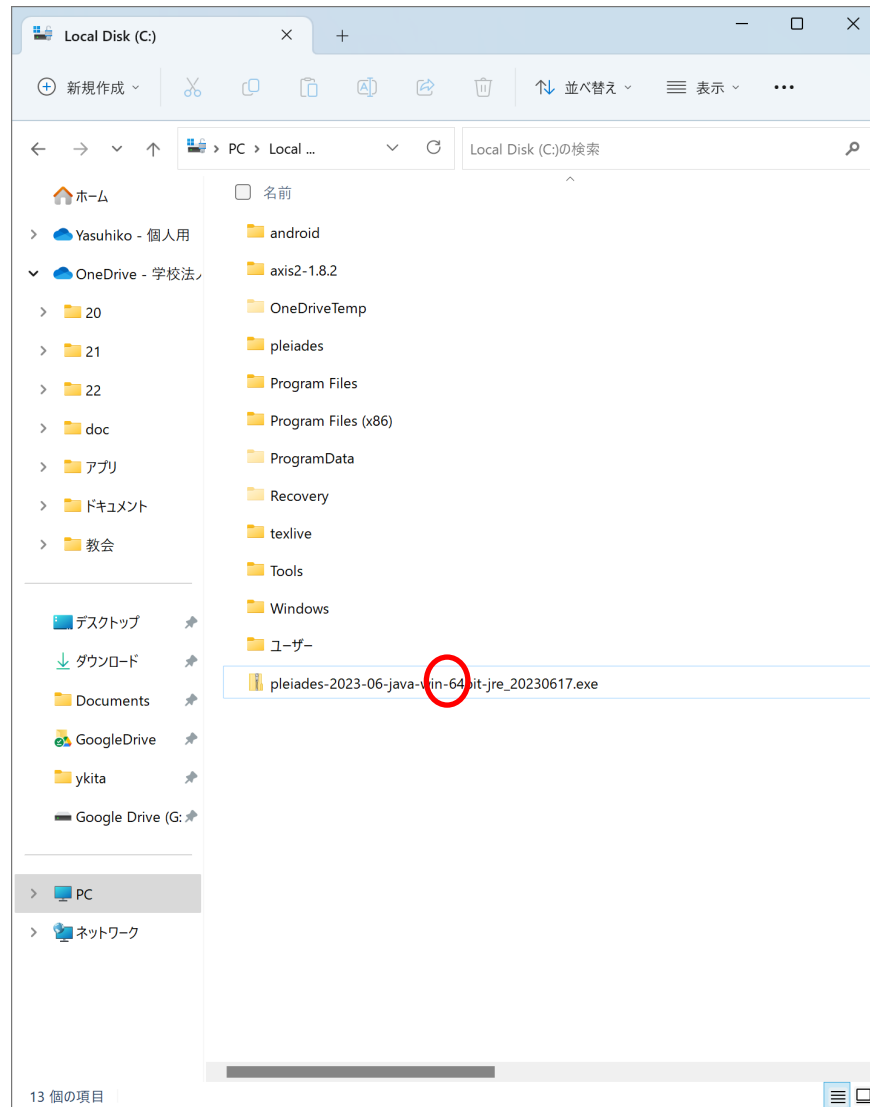 Local Disk (C:)
新規作成
並べ替え
表示
PC > Local ...
Local Disk (C:)の検索
ホーム
Yasuhiko - 個人用
OneDrive - 学校法
20
21
22
doc
アプリ
ドキュメント
教会
デスクトップ
ダウンロード
Documents
GoogleDrive
ykita
Google Drive (G:
PC
ネットワーク
名前
android
axis2-1.8.2
OneDriveTemp
pleiades
Program Files
Program Files (x86)
ProgramData
Recovery
texlive
Tools
Windows
ユーザー
pleiades-2023-06-java-win-64bit-jre_20230617.exe
13 個の項目